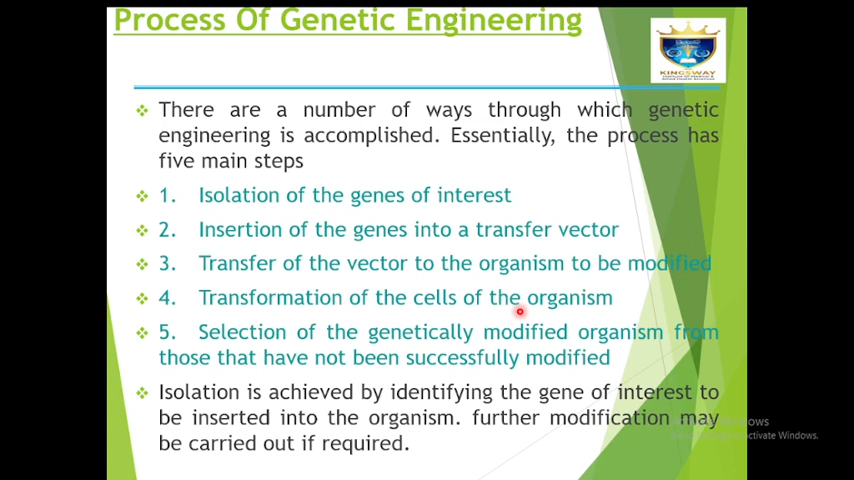 Process Of Genetic Engineering
KINGSWAY
There are a number of ways through which genetic
engineering is accomplished. Essentially, the process has
five main steps
1. Isolation of the genes of interest
2. Insertion of the genes into a transfer vector
3. Transfer of the vector to the organism to be modified
4. Transformation of the cells of the organism
5. Selection of the genetically modified organism from
those that have not been successfully modified
Isolation is achieved by identifying the gene of interest to
be inserted into the organism. further modification may
be carried out if required.
activate Windows.